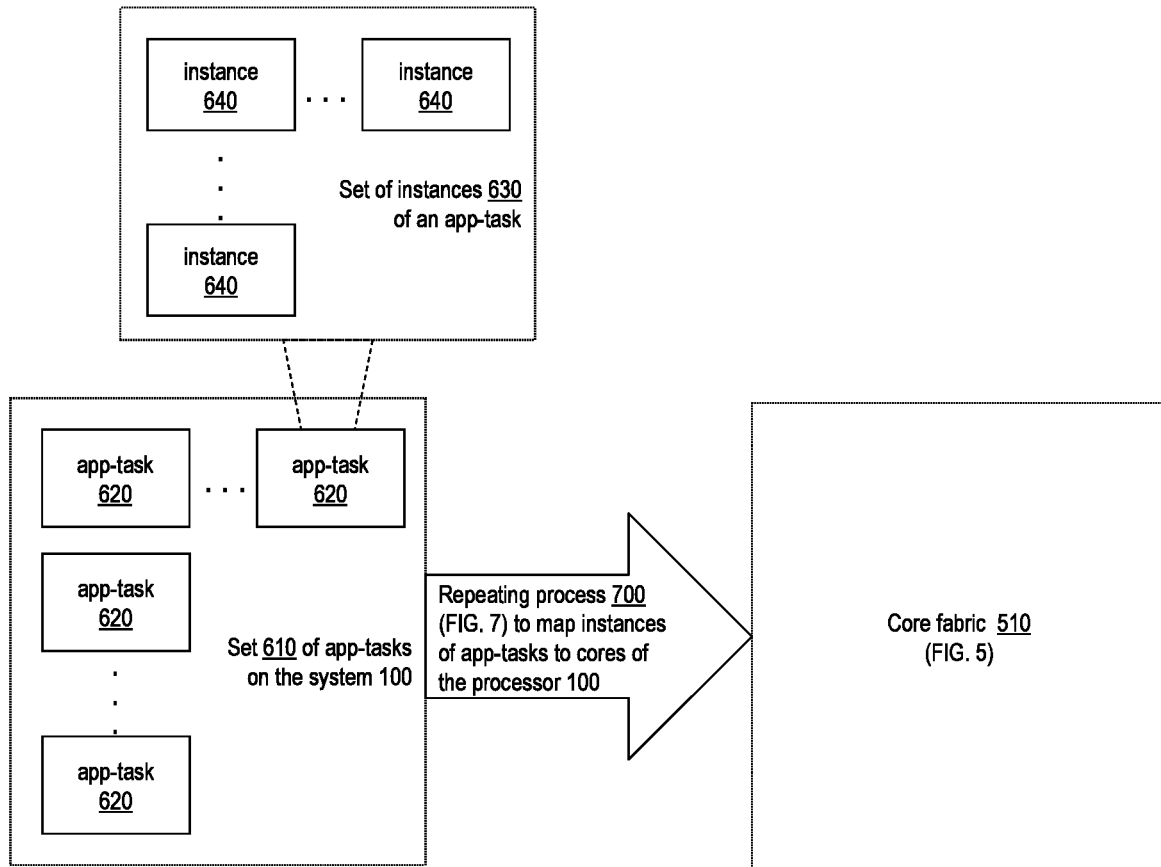 instance
640
. . .
instance
640
.
.
.
Set of instances 630
of an app-task
instance
640
app-task
620
. . .
app-task
620
app-task
620
Set 610 of app-tasks
on the system 100
.
.
.
app-task
620
Repeating process 700
(FIG. 7) to map instances
of app-tasks to cores of
the processor 100
Core fabric 510
(FIG. 5)